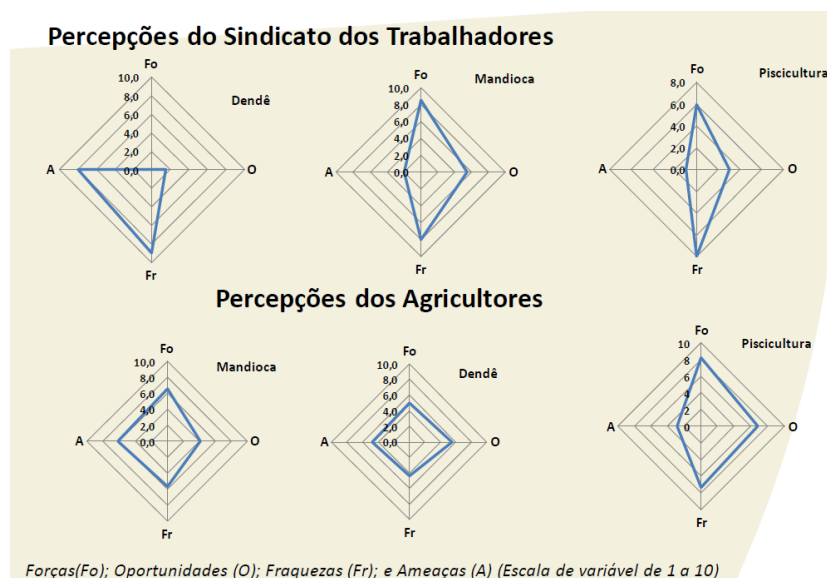 Percepções do Sindicato dos Trabalhadores
Fo
10,0
8,0
6,0
4,0
2,0
0,0
A
O
Fr
Dendê
Fo
10,0
8,0
6,0
4,0
2,0
0,0
A
O
Fr
Mandioca
Fo
8,0
6,0
4,0
2,0
0,0
A
O
Fr
Piscicultura
Percepções dos Agricultores
Fo
10,0
8,0
6,0
4,0
2,0
0,0
A
O
Fr
Mandioca
Fo
10,0
8,0
6,0
4,0
2,0
0,0
A
O
Fr
Dendê
Fo
10
8
6
4
2
0
A
O
Fr
Piscicultura
Forças(Fo); Oportunidades (O); Fraquezas (Fr); e Ameaças (A) (Escala de variável de 1 a 10)